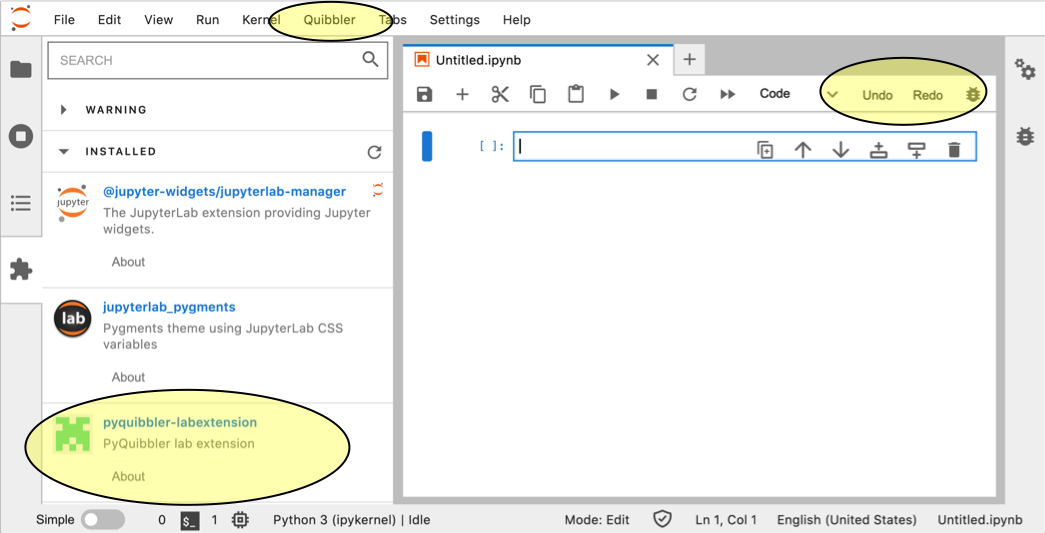 File Edit View Run Kernel Quibbler Tabs Settings Help
SEARCH
WARNING
INSTALLED
jupyter
@jupyter-widgets/jupyterlab-manager
The JupyterLab extension providing Jupyter
widgets.
About
lab
jupyterlab_pygments
Pygments theme using JupyterLab CSS
variables
About
pyquibbler-labextension
PyQuibbler lab extension
About
Untitled.ipynb
Code Undo Redo
[ ]:
Simple 0 $_ 1 Python 3 (ipykernel) | Idle Mode: Edit Ln 1, Col 1 English (United States) Untitled.ipynb